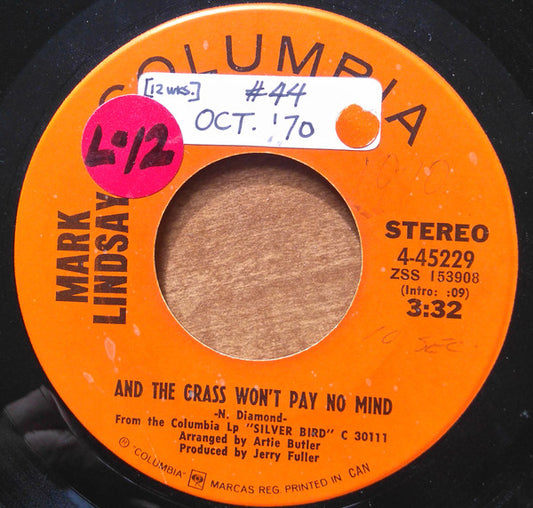 COLUMBIA
[12 WKS.] #44
OCT. '70
L-12
MARK
LINDSAY
STEREO
4-45229
ZSS 153908
(Intro: :09)
3:32
10 SEC
AND THE GRASS WON'T PAY NO MIND
-N. Diamond-
From the Columbia Lp "SILVER BIRD" C 30111
Arranged by Artie Butler
Produced by Jerry Fuller
℗ "COLUMBIA" MARCAS REG. PRINTED IN CAN